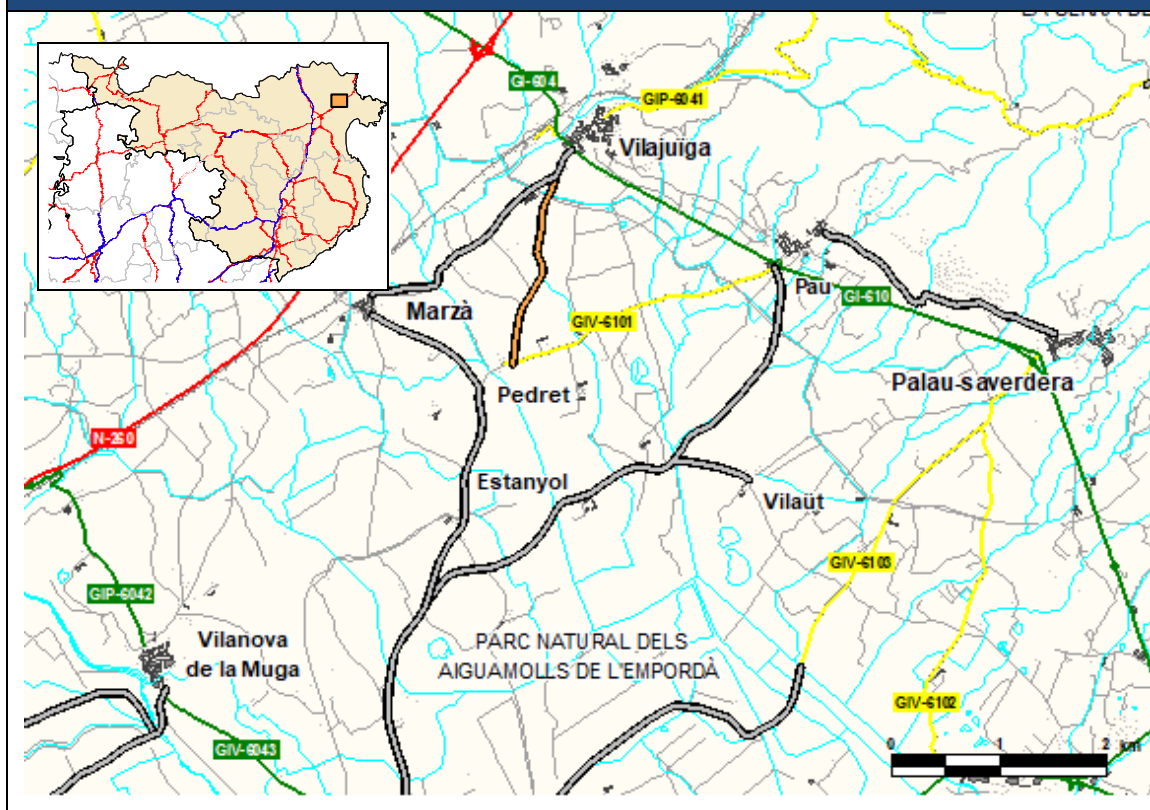 GI-604
GIP-6041
Vilajuïga
Pau
GI-610
Marzà
GIV-6101
Palau-saverdera
Pedret
N-260
Estanyol
Vilaüt
GIV-6103
GIP-6042
Vilanova
de la Muga
PARC NATURAL DELS
AIGUAMOLLS DE L'EMPORDÀ
GIV-6102
GIV-6043
0 1 2 km